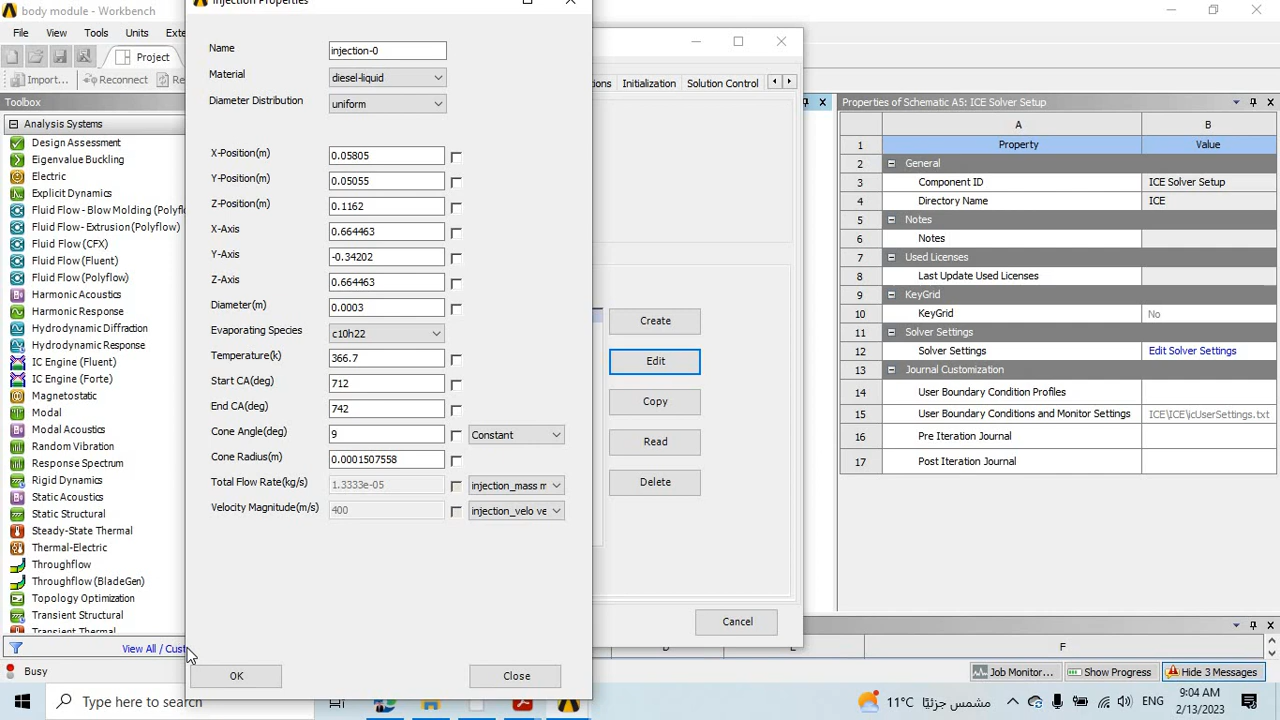 body module - Workbench
Injection Properties
File View Tools Units
Project
Import... Reconnect
Toolbox
Analysis Systems
Design Assessment
Eigenvalue Buckling
Electric
Explicit Dynamics
Fluid Flow - Blow Molding (Polyflow
Fluid Flow - Extrusion (Polyflow)
Fluid Flow (CFX)
Fluid Flow (Fluent)
Fluid Flow (Polyflow)
Harmonic Acoustics
Harmonic Response
Hydrodynamic Diffraction
Hydrodynamic Response
IC Engine (Fluent)
IC Engine (Forte)
Magnetostatic
Modal
Modal Acoustics
Random Vibration
Response Spectrum
Rigid Dynamics
Static Acoustics
Static Structural
Steady-State Thermal
Thermal-Electric
Throughflow
Throughflow (BladeGen)
Topology Optimization
Transient Structural
Transient Thermal
View All / Cust
Busy
Name injection-0
Material diesel-liquid
Diameter Distribution uniform
X-Position(m) 0.05805
Y-Position(m) 0.05055
Z-Position(m) 0.1162
X-Axis 0.664463
Y-Axis -0.34202
Z-Axis 0.664463
Diameter(m) 0.0003
Evaporating Species c10h22
Temperature(k) 366.7
Start CA(deg) 712
End CA(deg) 742
Cone Angle(deg) 9 Constant
Cone Radius(m) 0.0001507558
Total Flow Rate(kg/s) 1.3333e-05 injection_mass m
Velocity Magnitude(m/s) 400 injection_velo ve
OK Close
ions Initialization Solution Control
Create
Edit
Copy
Read
Delete
Cancel
Properties of Schematic A5: ICE Solver Setup
A B
1 Property Value
2 General
3 Component ID ICE Solver Setup
4 Directory Name ICE
5 Notes
6 Notes
7 Used Licenses
8 Last Update Used Licenses
9 KeyGrid
10 KeyGrid No
11 Solver Settings
12 Solver Settings Edit Solver Settings
13 Journal Customization
14 User Boundary Condition Profiles
15 User Boundary Conditions and Monitor Settings ICE\ICE\icUserSettings.txt
16 Pre Iteration Journal
17 Post Iteration Journal
D E F
Job Monitor... Show Progress Hide 3 Messages
Type here to search
11°C مشمس جزئيًا ENG 9:04 AM
2/13/2023